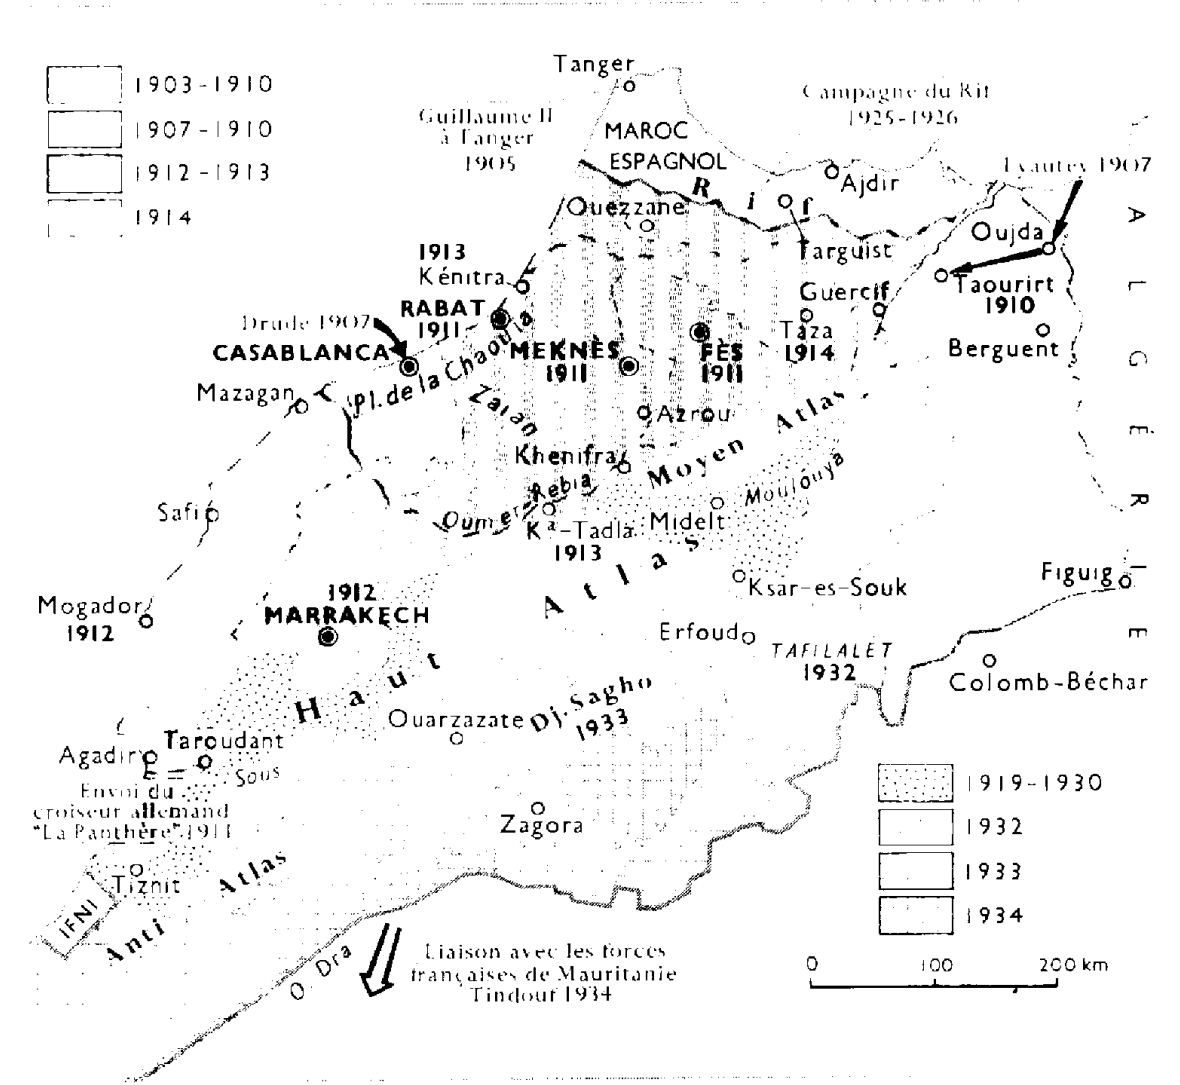 1903-1910
1907-1910
1912-1913
1914
Tanger
Guillaume II
à Tanger
1905
MAROC
ESPAGNOL
Campagne du Rif
1925-1926
Lyautey 1907
Rif
Ajdir
Ouezzane
Targuist
Oujda
Taourirt
1910
Guercif
Berguent
ALGÉRIE
1913
Kénitra
RABAT
1911
Drude 1907
CASABLANCA
Pl. de la Chaouia
MEKNÈS
1911
FÈS
1911
Taza
1914
Mazagan
Zaïan
Azrou
Khenifra
Moyen Atlas
Moulouya
Safi
Oum er Rebia
Kª-Tadla
1913
Midelt
Haut Atlas
Ksar-es-Souk
Figuig
Mogador
1912
1912
MARRAKECH
Erfoud
TAFILALET
1932
Colomb-Béchar
Ouarzazate
Dj. Sagho
1933
Agadir
Taroudant
Sous
Envoi du
croiseur allemand
"La Panthère" 1911
Zagora
Tiznit
IFNI
Anti Atlas
O. Dra
Liaison avec les forces
françaises de Mauritanie
Tindouf 1934
1919-1930
1932
1933
1934
0 100 200 km